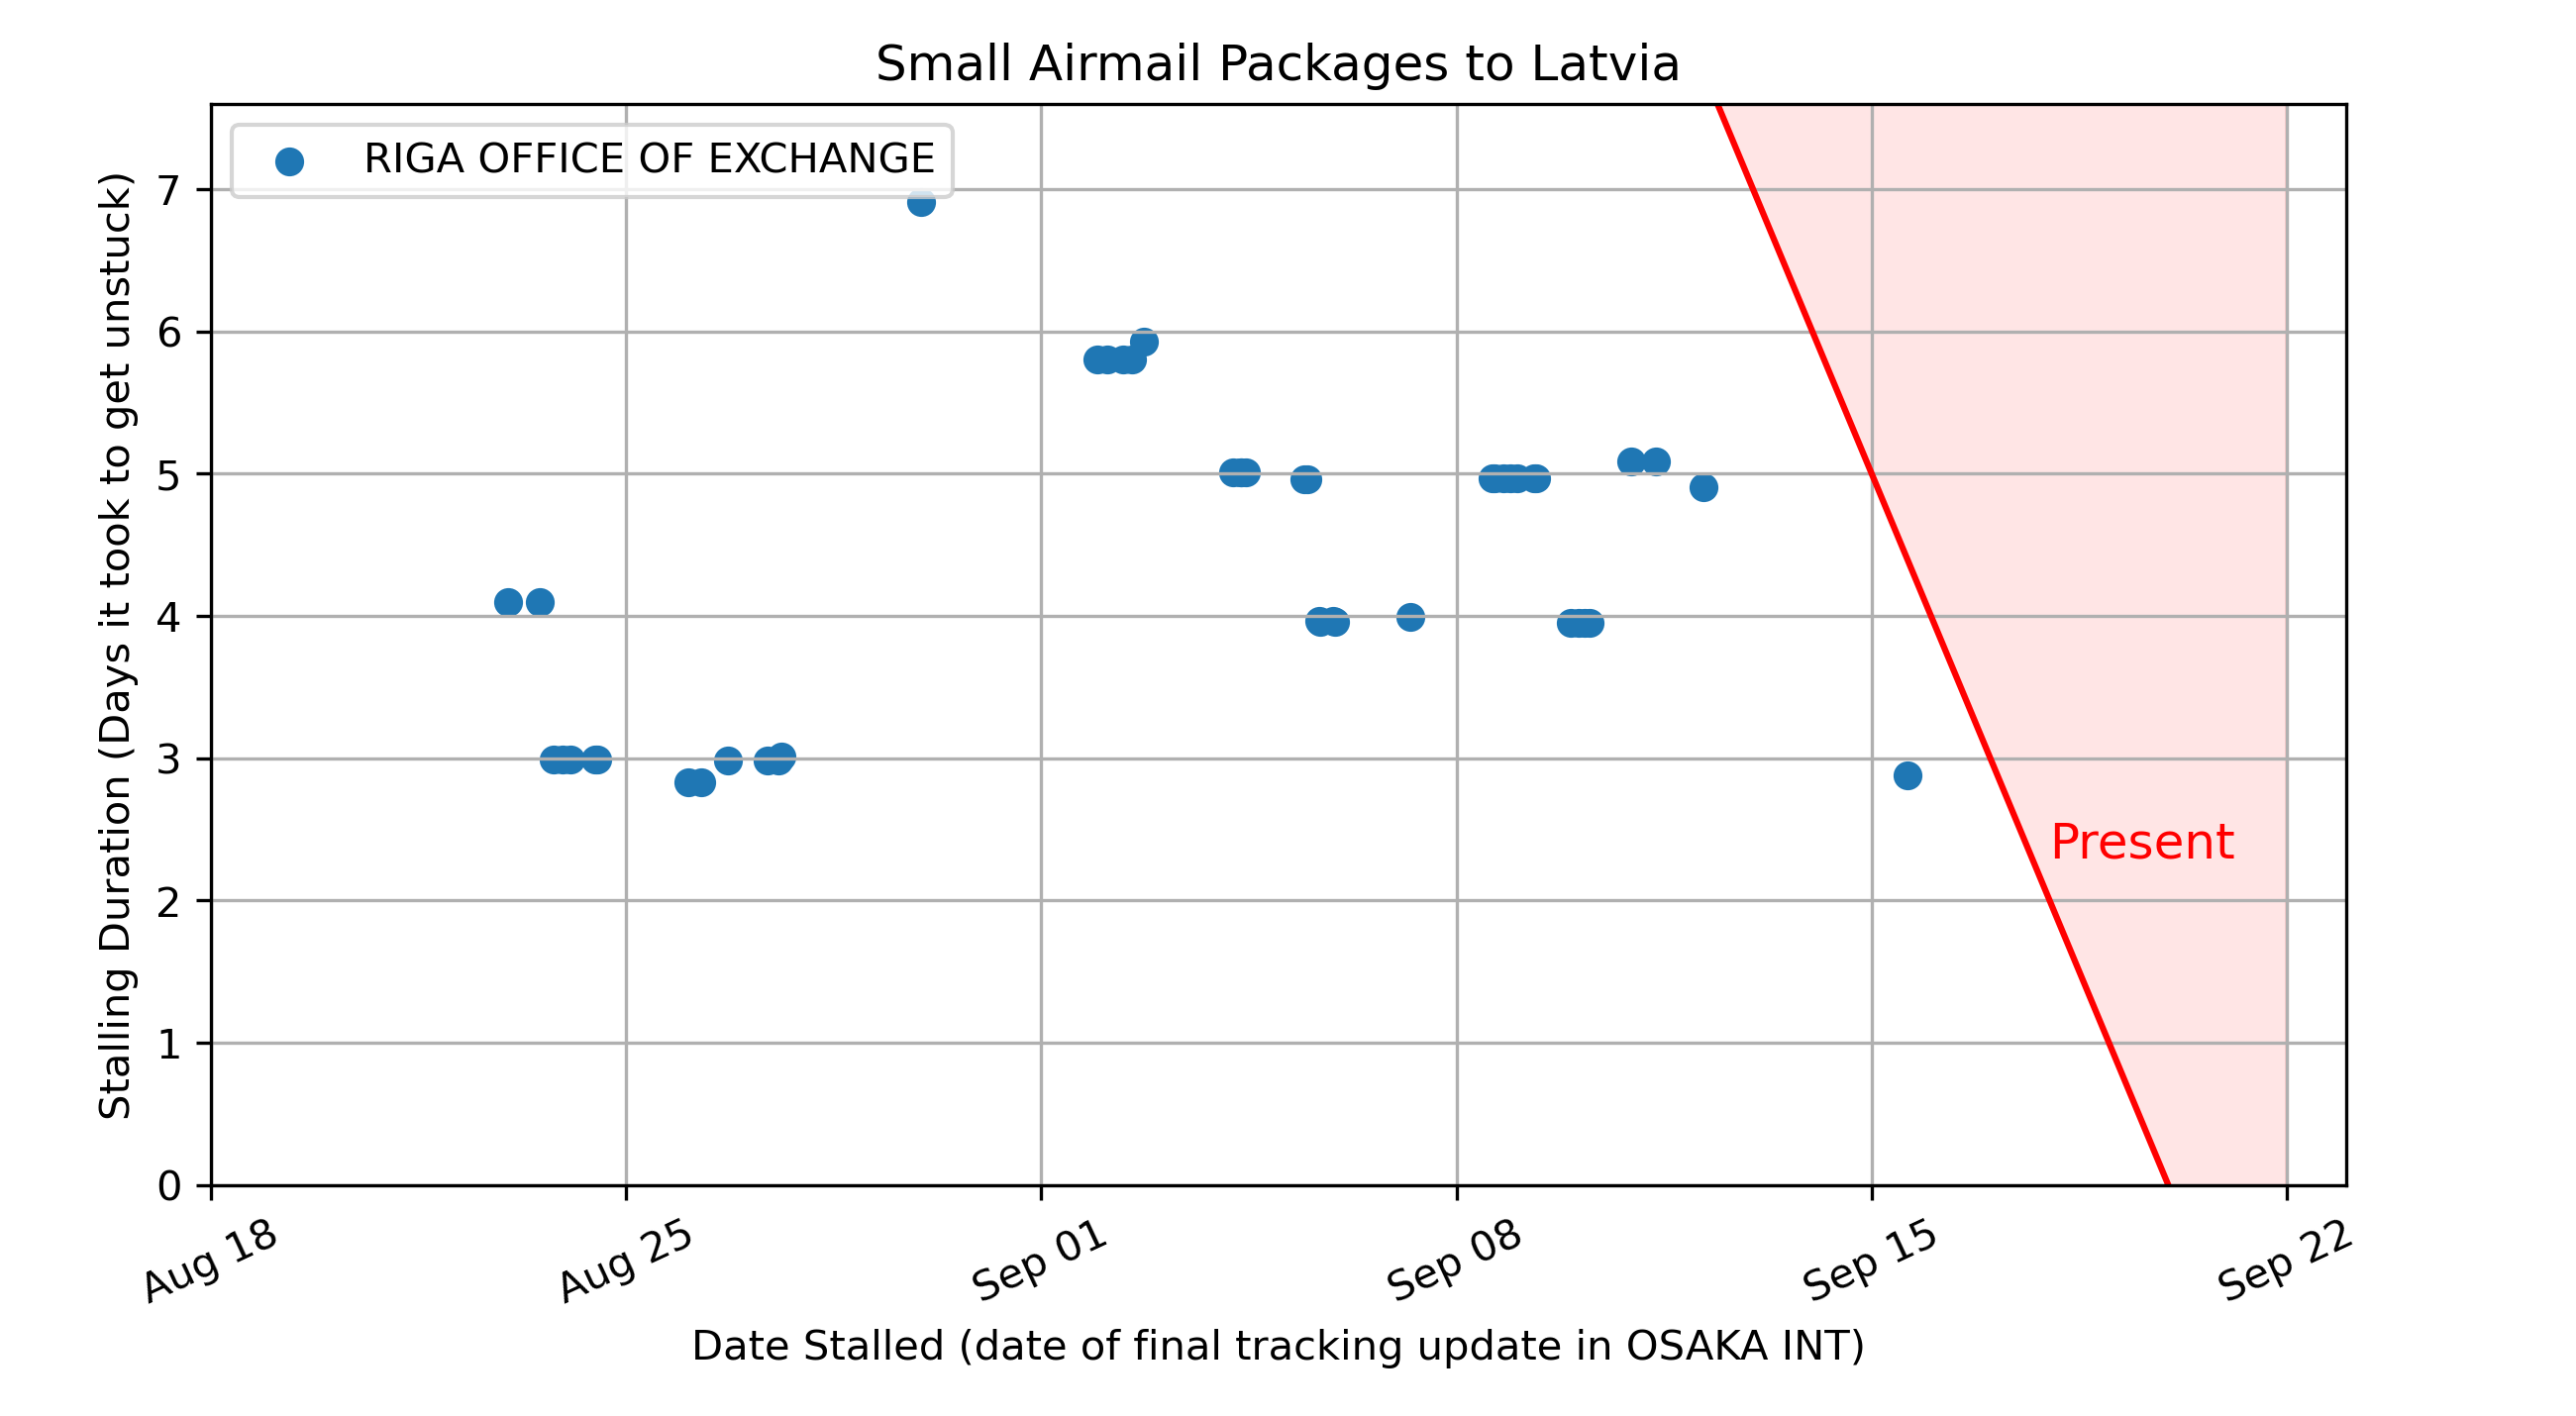 Small Airmail Packages to Latvia
RIGA OFFICE OF EXCHANGE
Stalling Duration (Days it took to get unstuck)
7
6
5
4
3
2
1
0
Present
Aug 18
Aug 25
Sep 01
Sep 08
Sep 15
Sep 22
Date Stalled (date of final tracking update in OSAKA INT)